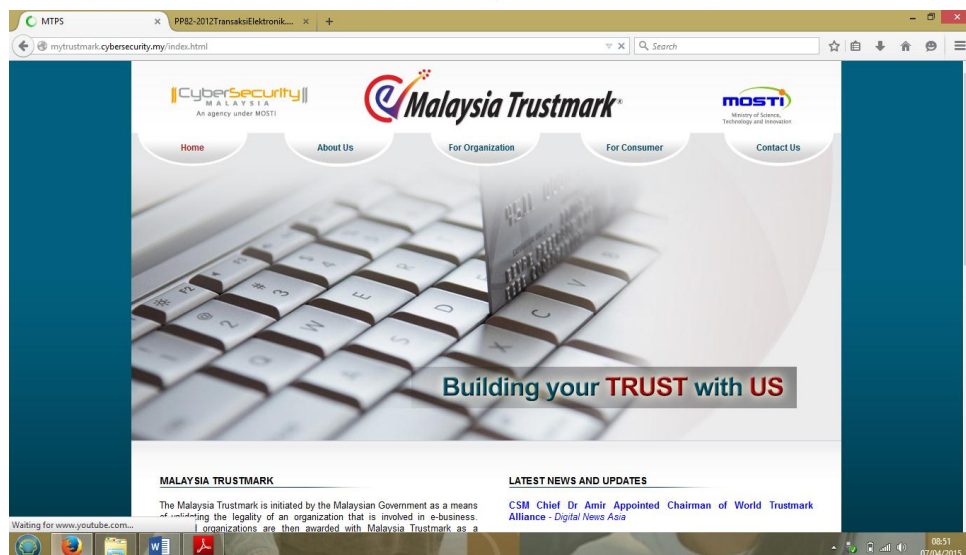 MTPS
PP82-2012TransaksiElektronik....
mytrustmark.cybersecurity.my/index.html
Search
CyberSecurity
MALAYSIA
An agency under MOSTI
Malaysia Trustmark
MOSTI
Ministry of Science,
Technology and Innovation
Home
About Us
For Organization
For Consumer
Contact Us
Building your TRUST with US
MALAYSIA TRUSTMARK
The Malaysia Trustmark is initiated by the Malaysian Government as a means
of validating the legality of an organization that is involved in e-business.
organizations are then awarded with Malaysia Trustmark as a
LATEST NEWS AND UPDATES
CSM Chief Dr Amir Appointed Chairman of World Trustmark
Alliance - Digital News Asia
Waiting for www.youtube.com...
08:51
07/04/2015